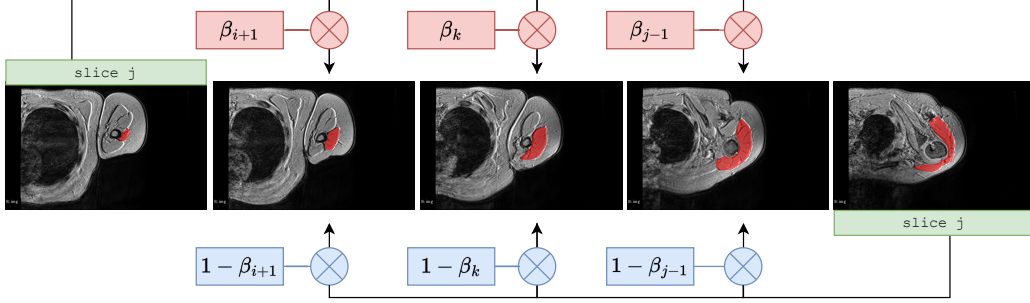 β_{i+1}
β_k
β_{j−1}
slice j
slice j
1 − β_{i+1}
1 − β_k
1 − β_{j−1}